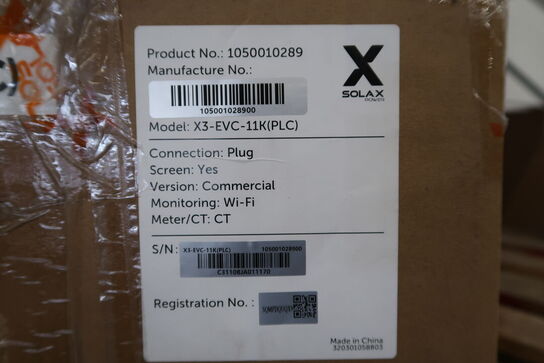 Product No.: 1050010289
Manufacture No.:
105001028900
SOLAX
POWER
Model: X3-EVC-11K(PLC)
Connection: Plug
Screen: Yes
Version: Commercial
Monitoring: Wi-Fi
Meter/CT: CT
S/N: X3-EVC-11K(PLC) 105001028900
C31108JA011170
Registration No. :
Made in China
320301058803